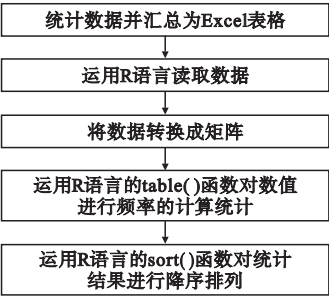 统计数据并汇总为Excel表格
运用R语言读取数据
将数据转换成矩阵
运用R语言的table( )函数对数值
进行频率的计算统计
运用R语言的sort( )函数对统计
结果进行降序排列